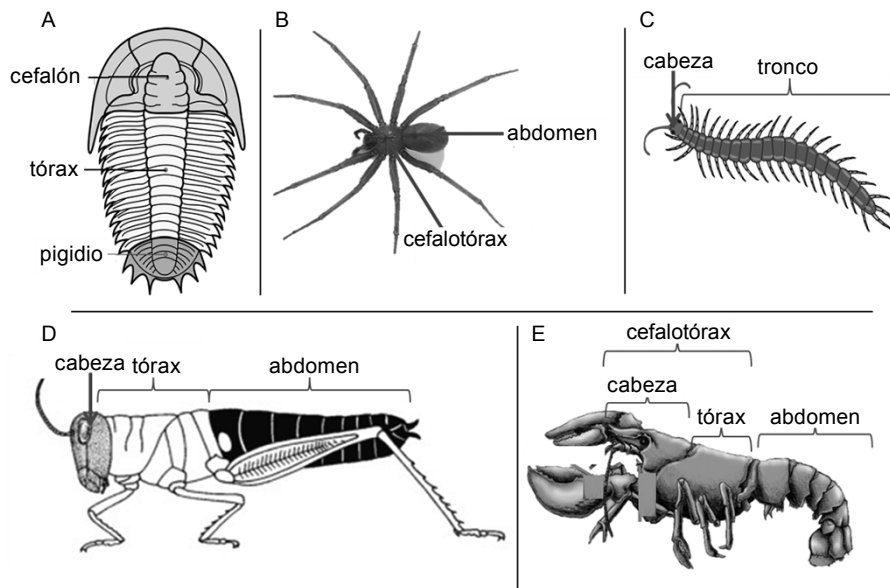 A
cefalón
tórax
pigidio
B
abdomen
cefalotórax
C
cabeza
tronco
D
cabeza
tórax
abdomen
E
cefalotórax
cabeza
tórax
abdomen